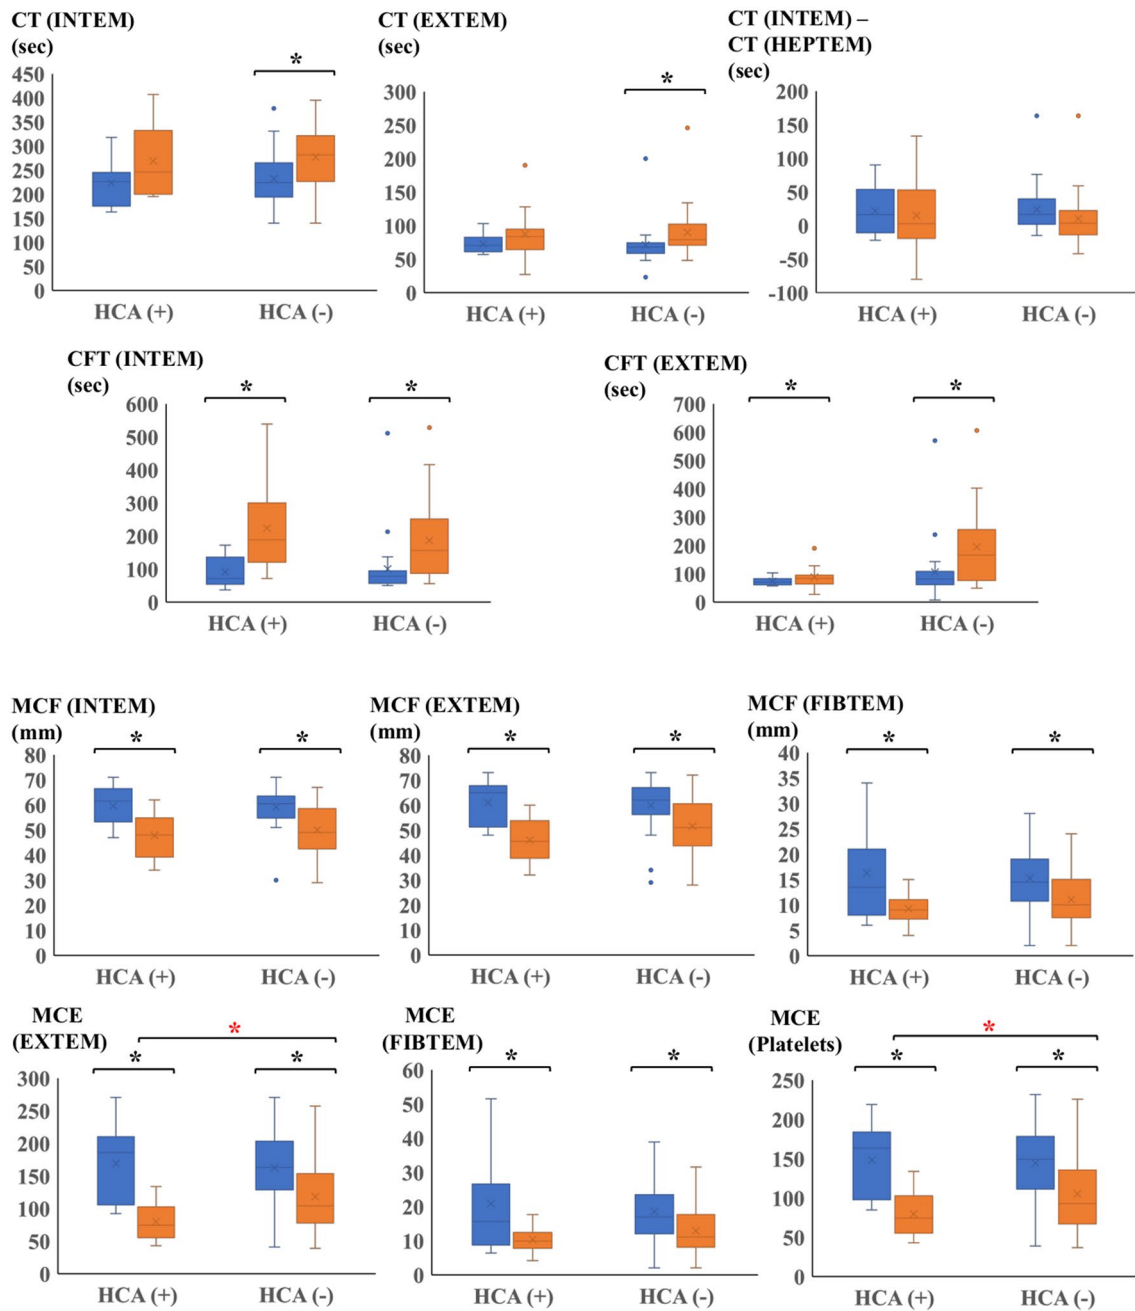 CT (INTEM)
(sec)
*
450
400
350
300
250
200
150
100
50
0
HCA (+) HCA (-)
CT (EXTEM)
(sec)
*
300
250
200
150
100
50
0
HCA (+) HCA (-)
CT (INTEM) –
CT (HEPTEM)
(sec)
200
150
100
50
0
-50
-100
HCA (+) HCA (-)
CFT (INTEM)
(sec)
* *
600
500
400
300
200
100
0
HCA (+) HCA (-)
CFT (EXTEM)
(sec)
* *
700
600
500
400
300
200
100
0
HCA (+) HCA (-)
MCF (INTEM)
(mm)
* *
80
70
60
50
40
30
20
10
0
HCA (+) HCA (-)
MCF (EXTEM)
(mm)
* *
80
70
60
50
40
30
20
10
0
HCA (+) HCA (-)
MCF (FIBTEM)
(mm)
* *
40
35
30
25
20
15
10
5
0
HCA (+) HCA (-)
MCE
(EXTEM)
*
* *
300
250
200
150
100
50
0
HCA (+) HCA (-)
MCE
(FIBTEM)
* *
60
50
40
30
20
10
0
HCA (+) HCA (-)
MCE
(Platelets)
*
* *
250
200
150
100
50
0
HCA (+) HCA (-)